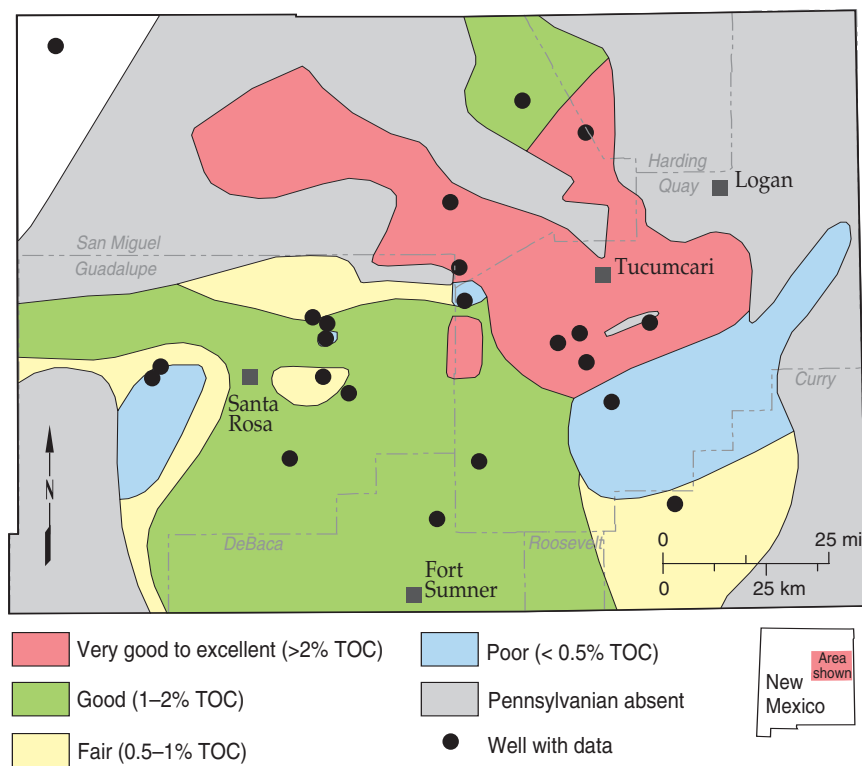 Harding
Quay
Logan
San Miguel
Guadalupe
Tucumcari
Curry
Santa
Rosa
N
DeBaca
Roosevelt
0 25 mi
0 25 km
Fort
Sumner
Very good to excellent (>2% TOC)
Good (1–2% TOC)
Fair (0.5–1% TOC)
Poor (< 0.5% TOC)
Pennsylvanian absent
Well with data
Area
shown
New
Mexico